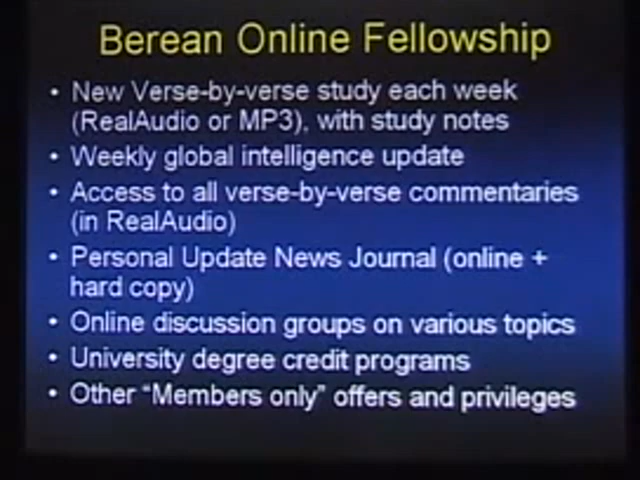 Berean Online Fellowship
• New Verse-by-verse study each week
(RealAudio or MP3), with study notes
• Weekly global intelligence update
• Access to all verse-by-verse commentaries
(in RealAudio)
• Personal Update News Journal (online +
hard copy)
• Online discussion groups on various topics
• University degree credit programs
• Other “Members only” offers and privileges